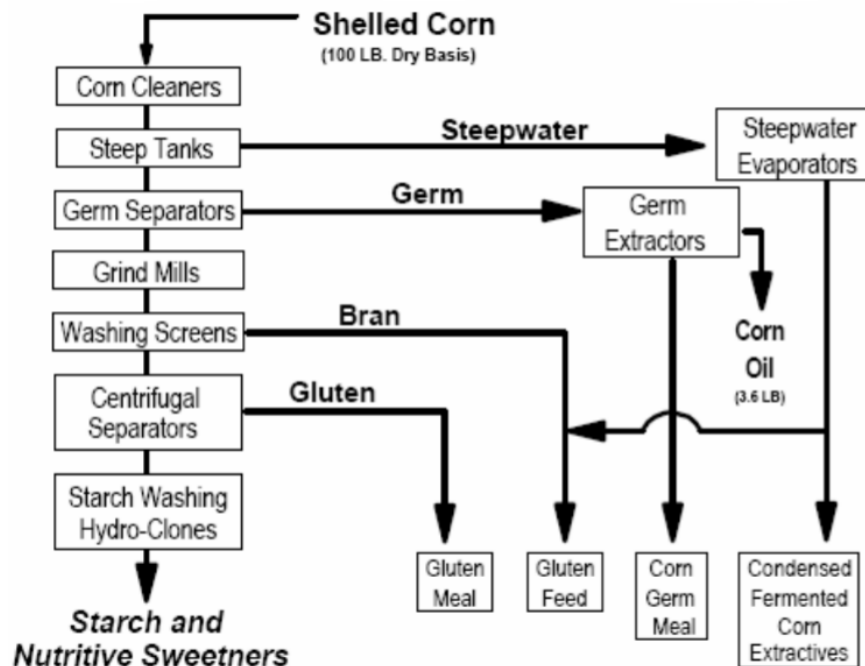 Shelled Corn
(100 LB. Dry Basis)
Corn Cleaners
Steep Tanks
Steepwater
Steepwater
Evaporators
Germ Separators
Germ
Germ
Extractors
Grind Mills
Washing Screens
Bran
Corn
Oil
(3.6 LB)
Centrifugal
Separators
Gluten
Starch Washing
Hydro-Clones
Gluten
Meal
Gluten
Feed
Corn
Germ
Meal
Condensed
Fermented
Corn
Extractives
Starch and
Nutritive Sweetners